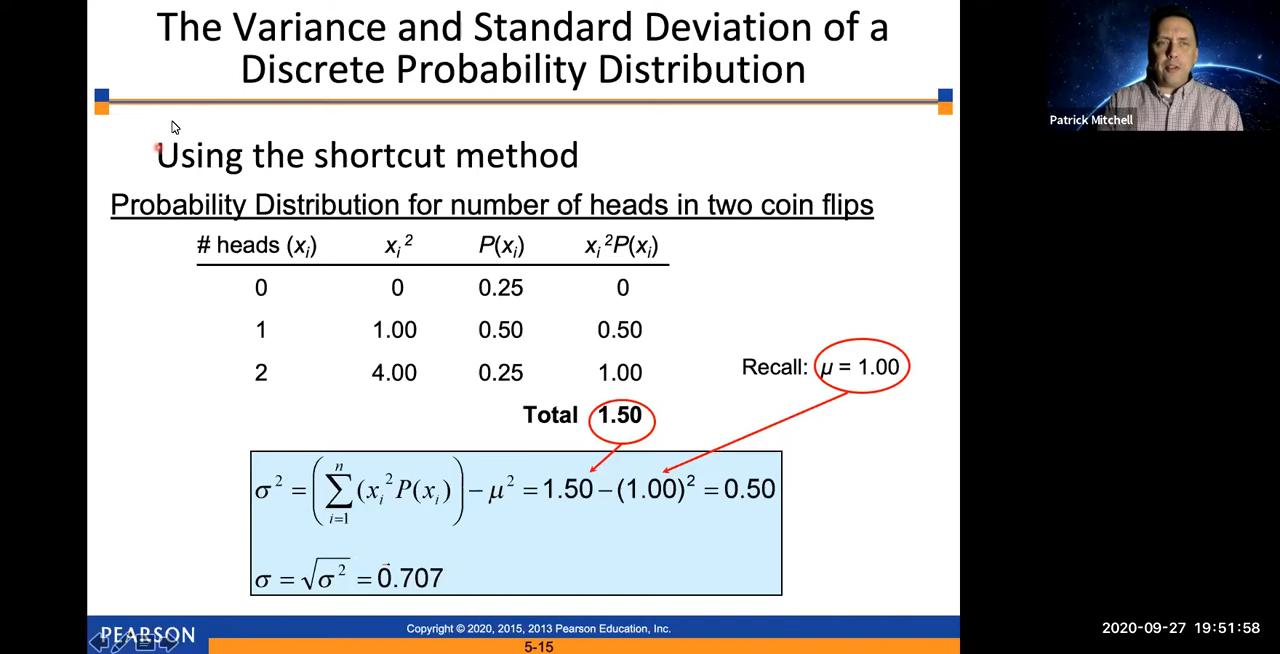 The Variance and Standard Deviation of a
Discrete Probability Distribution
Patrick Mitchell
Using the shortcut method
Probability Distribution for number of heads in two coin flips
# heads (xᵢ) xᵢ² P(xᵢ) xᵢ²P(xᵢ)
0 0 0.25 0
1 1.00 0.50 0.50
2 4.00 0.25 1.00
Recall: μ = 1.00
Total 1.50
σ² = (∑ᵢ₌₁ⁿ (xᵢ²P(xᵢ)) − μ² = 1.50 − (1.00)² = 0.50
σ = √σ² = 0.707
PEARSON
Copyright © 2020, 2015, 2013 Pearson Education, Inc.
5-15
2020-09-27 19:51:58